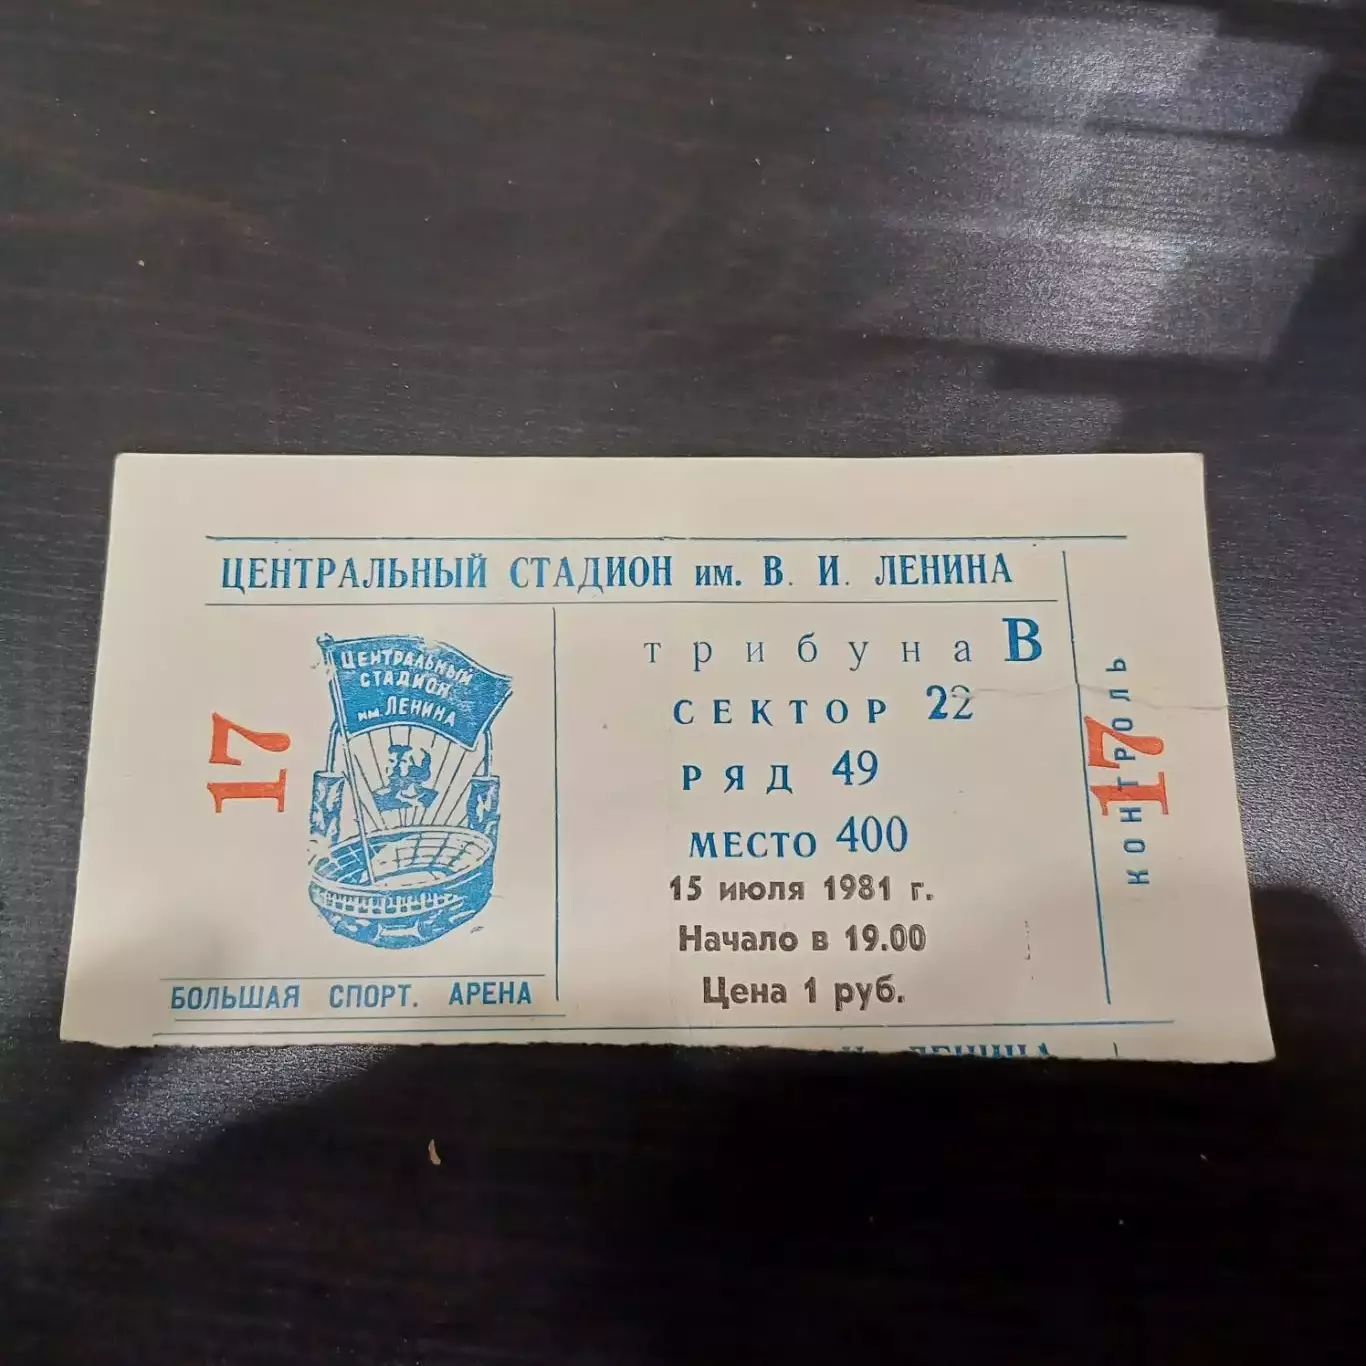 ЦЕНТРАЛЬНЫЙ СТАДИОН им. В. И. ЛЕНИНА
17
ЦЕНТРАЛЬНЫЙ
СТАДИОН
им. ЛЕНИНА
БОЛЬШАЯ СПОРТ. АРЕНА
трибуна В
СЕКТОР 22
РЯД 49
МЕСТО 400
15 июля 1981 г.
Начало в 19.00
Цена 1 руб.
КОНТРОЛЬ
17
ЛЕНИНА